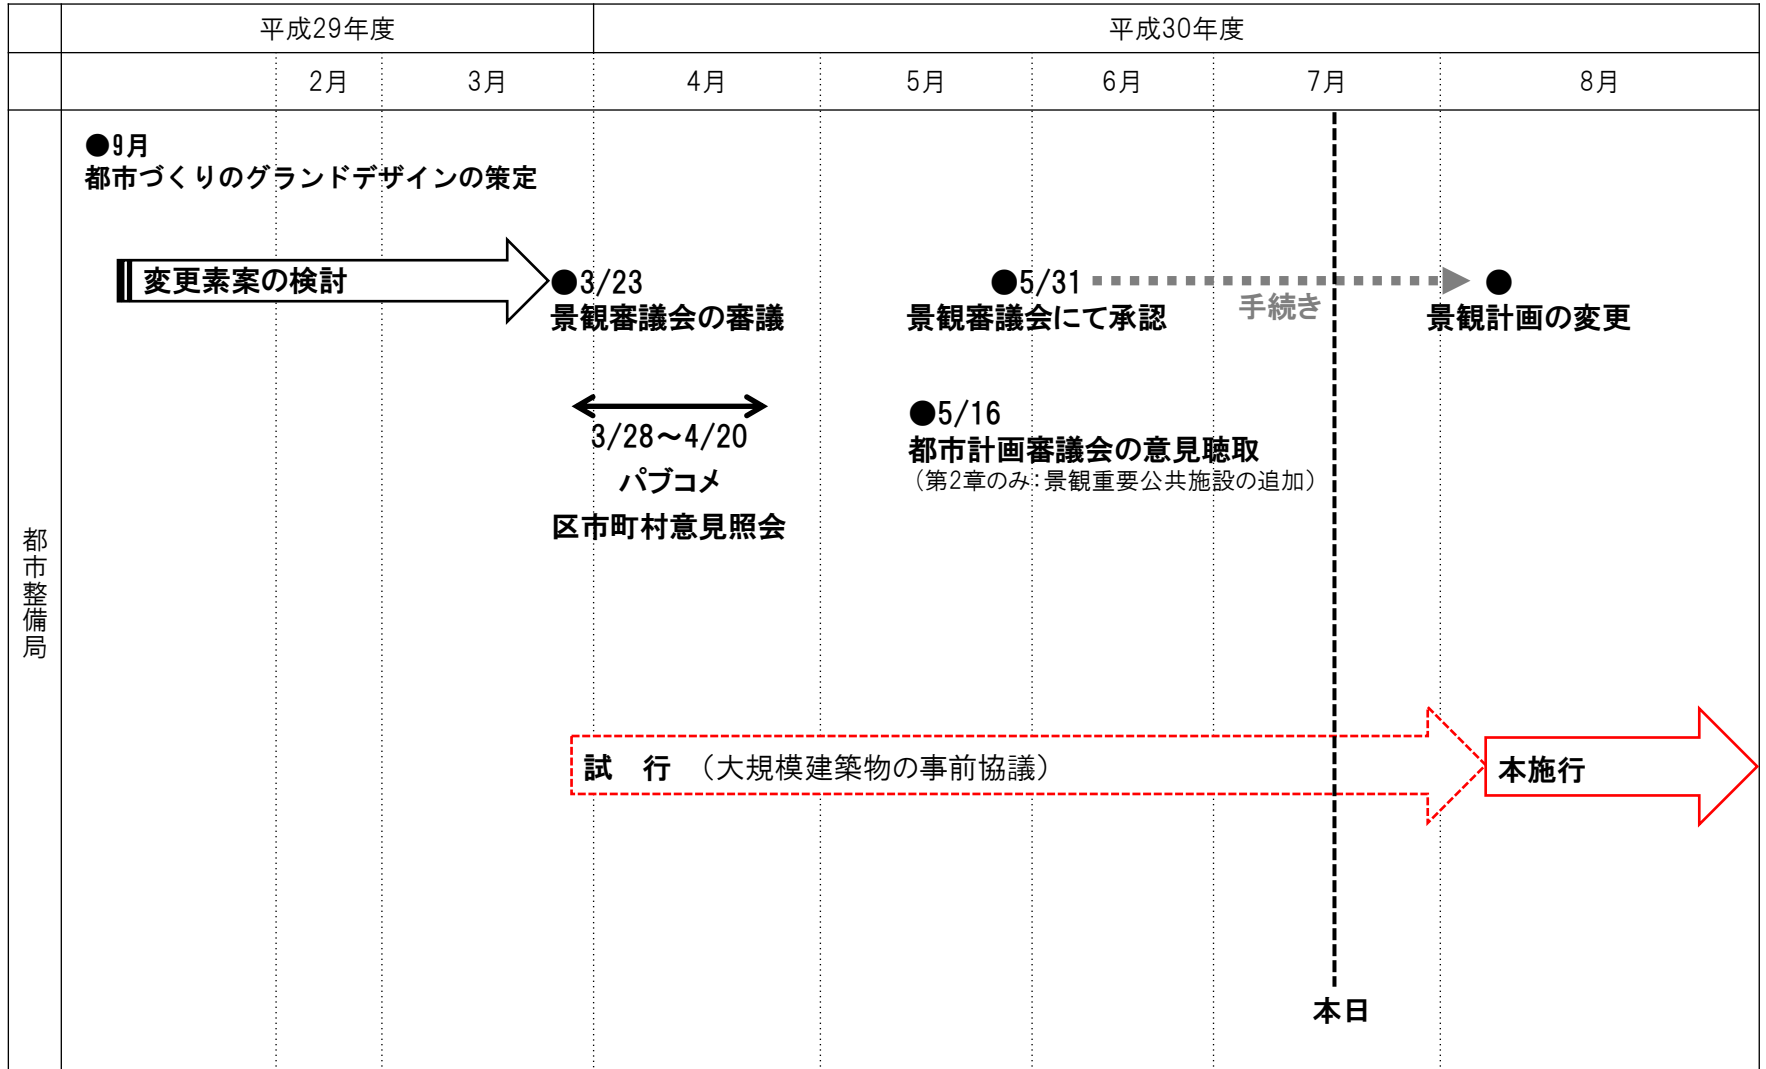 平成29年度
平成30年度
2月
3月
4月
5月
6月
7月
8月
都市整備局
●9月
都市づくりのグランドデザインの策定
変更素案の検討
●3/23
景観審議会の審議
●5/31
景観審議会にて承認
手続き
●
景観計画の変更
3/28～4/20
パブコメ
区市町村意見照会
●5/16
都市計画審議会の意見聴取
（第2章のみ：景観重要公共施設の追加）
試　行　（大規模建築物の事前協議）
本施行
本日